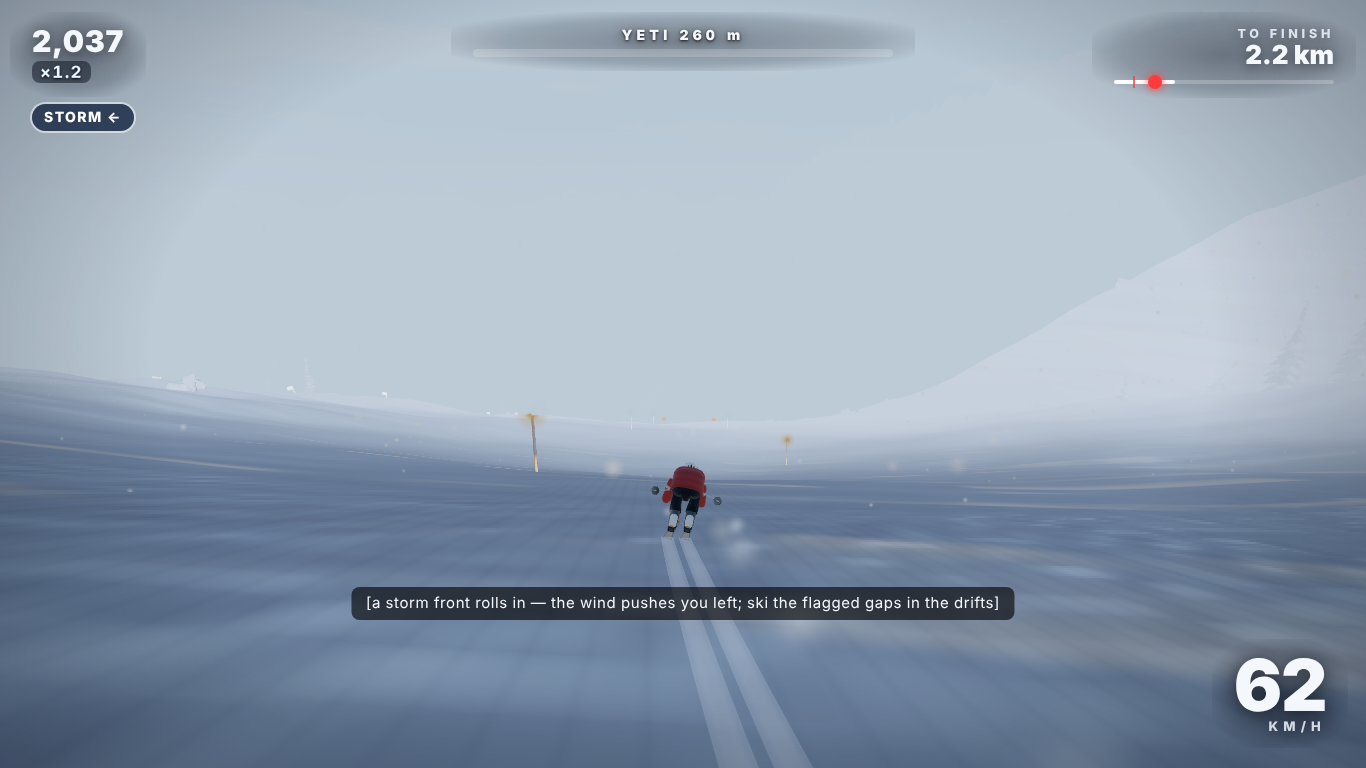 2,037
×1.2
STORM ←
YETI 260 m
TO FINISH
2.2 km
[a storm front rolls in — the wind pushes you left; ski the flagged gaps in the drifts]
62
KM/H